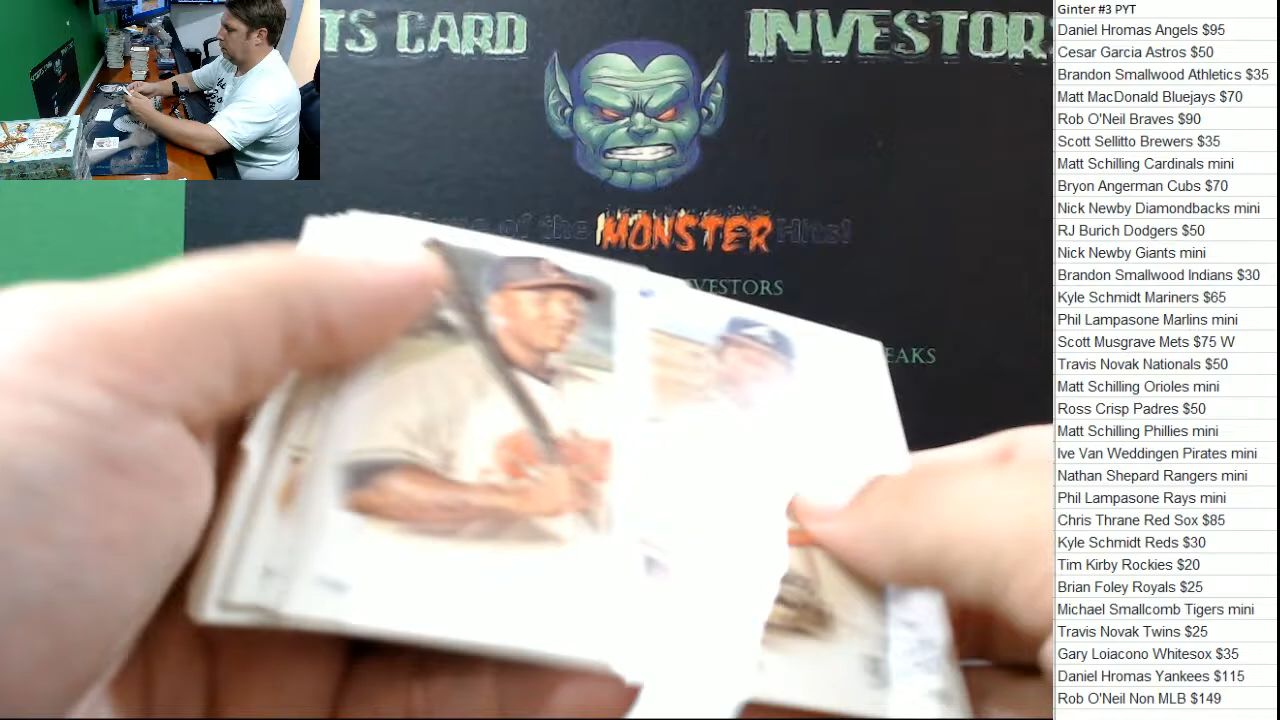 TS CARD INVESTOR
of the MONSTER Hits!
VESTORS
EAKS
Ginter #3 PYT
Daniel Hromas Angels $95
Cesar Garcia Astros $50
Brandon Smallwood Athletics $35
Matt MacDonald Bluejays $70
Rob O'Neil Braves $90
Scott Sellitto Brewers $35
Matt Schilling Cardinals mini
Bryon Angerman Cubs $70
Nick Newby Diamondbacks mini
RJ Burich Dodgers $50
Nick Newby Giants mini
Brandon Smallwood Indians $30
Kyle Schmidt Mariners $65
Phil Lampasone Marlins mini
Scott Musgrave Mets $75 W
Travis Novak Nationals $50
Matt Schilling Orioles mini
Ross Crisp Padres $50
Matt Schilling Phillies mini
Ive Van Weddingen Pirates mini
Nathan Shepard Rangers mini
Phil Lampasone Rays mini
Chris Thrane Red Sox $85
Kyle Schmidt Reds $30
Tim Kirby Rockies $20
Brian Foley Royals $25
Michael Smallcomb Tigers mini
Travis Novak Twins $25
Gary Loiacono Whitesox $35
Daniel Hromas Yankees $115
Rob O'Neil Non MLB $149